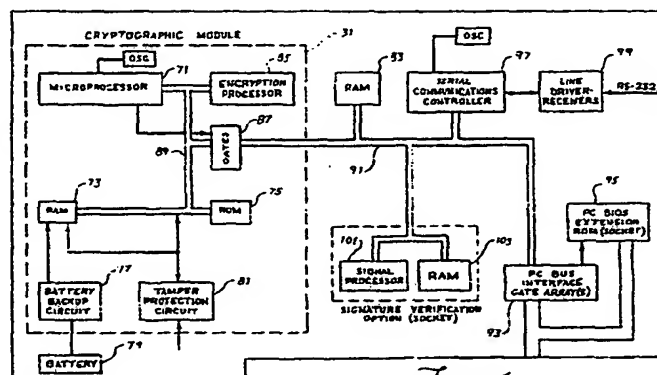 CRYPTOGRAPHIC MODULE
31
OSC
MICROPROCESSOR
71
ENCRYPTION
PROCESSOR
85
GATES
87
89
RAM
73
ROM
75
BATTERY
BACKUP
CIRCUIT
77
TAMPER
PROTECTION
CIRCUIT
81
BATTERY
79
RAM
83
OSC
SERIAL
COMMUNICATIONS
CONTROLLER
97
LINE
DRIVER-
RECEIVERS
99
RS-232
91
SIGNAL
PROCESSOR
101
RAM
103
SIGNATURE VERIFICATION
OPTION (SOCKET)
PC BIOS
EXTENSION
ROM (SOCKET)
95
PC BUS
INTERFACE
GATE ARRAY(S)
93